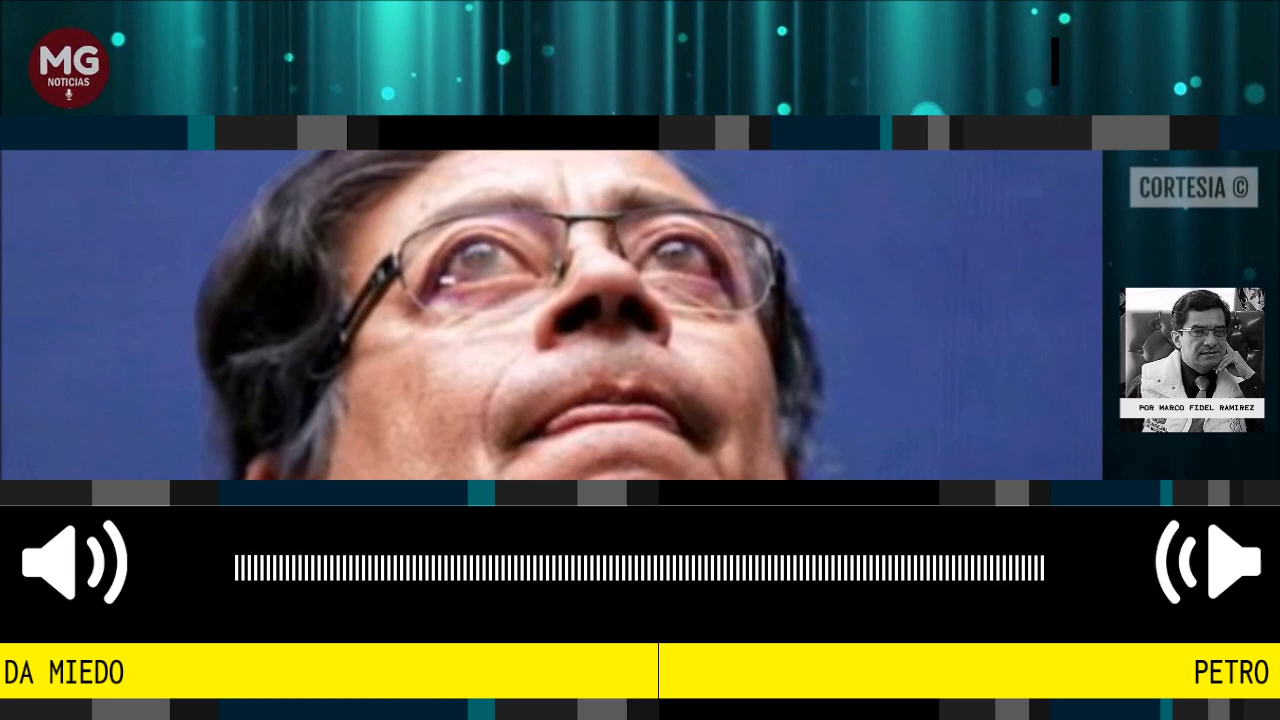 MG
NOTICIAS
CORTESIA ©
POR MARCO FIDEL RAMIREZ
DA MIEDO
PETRO